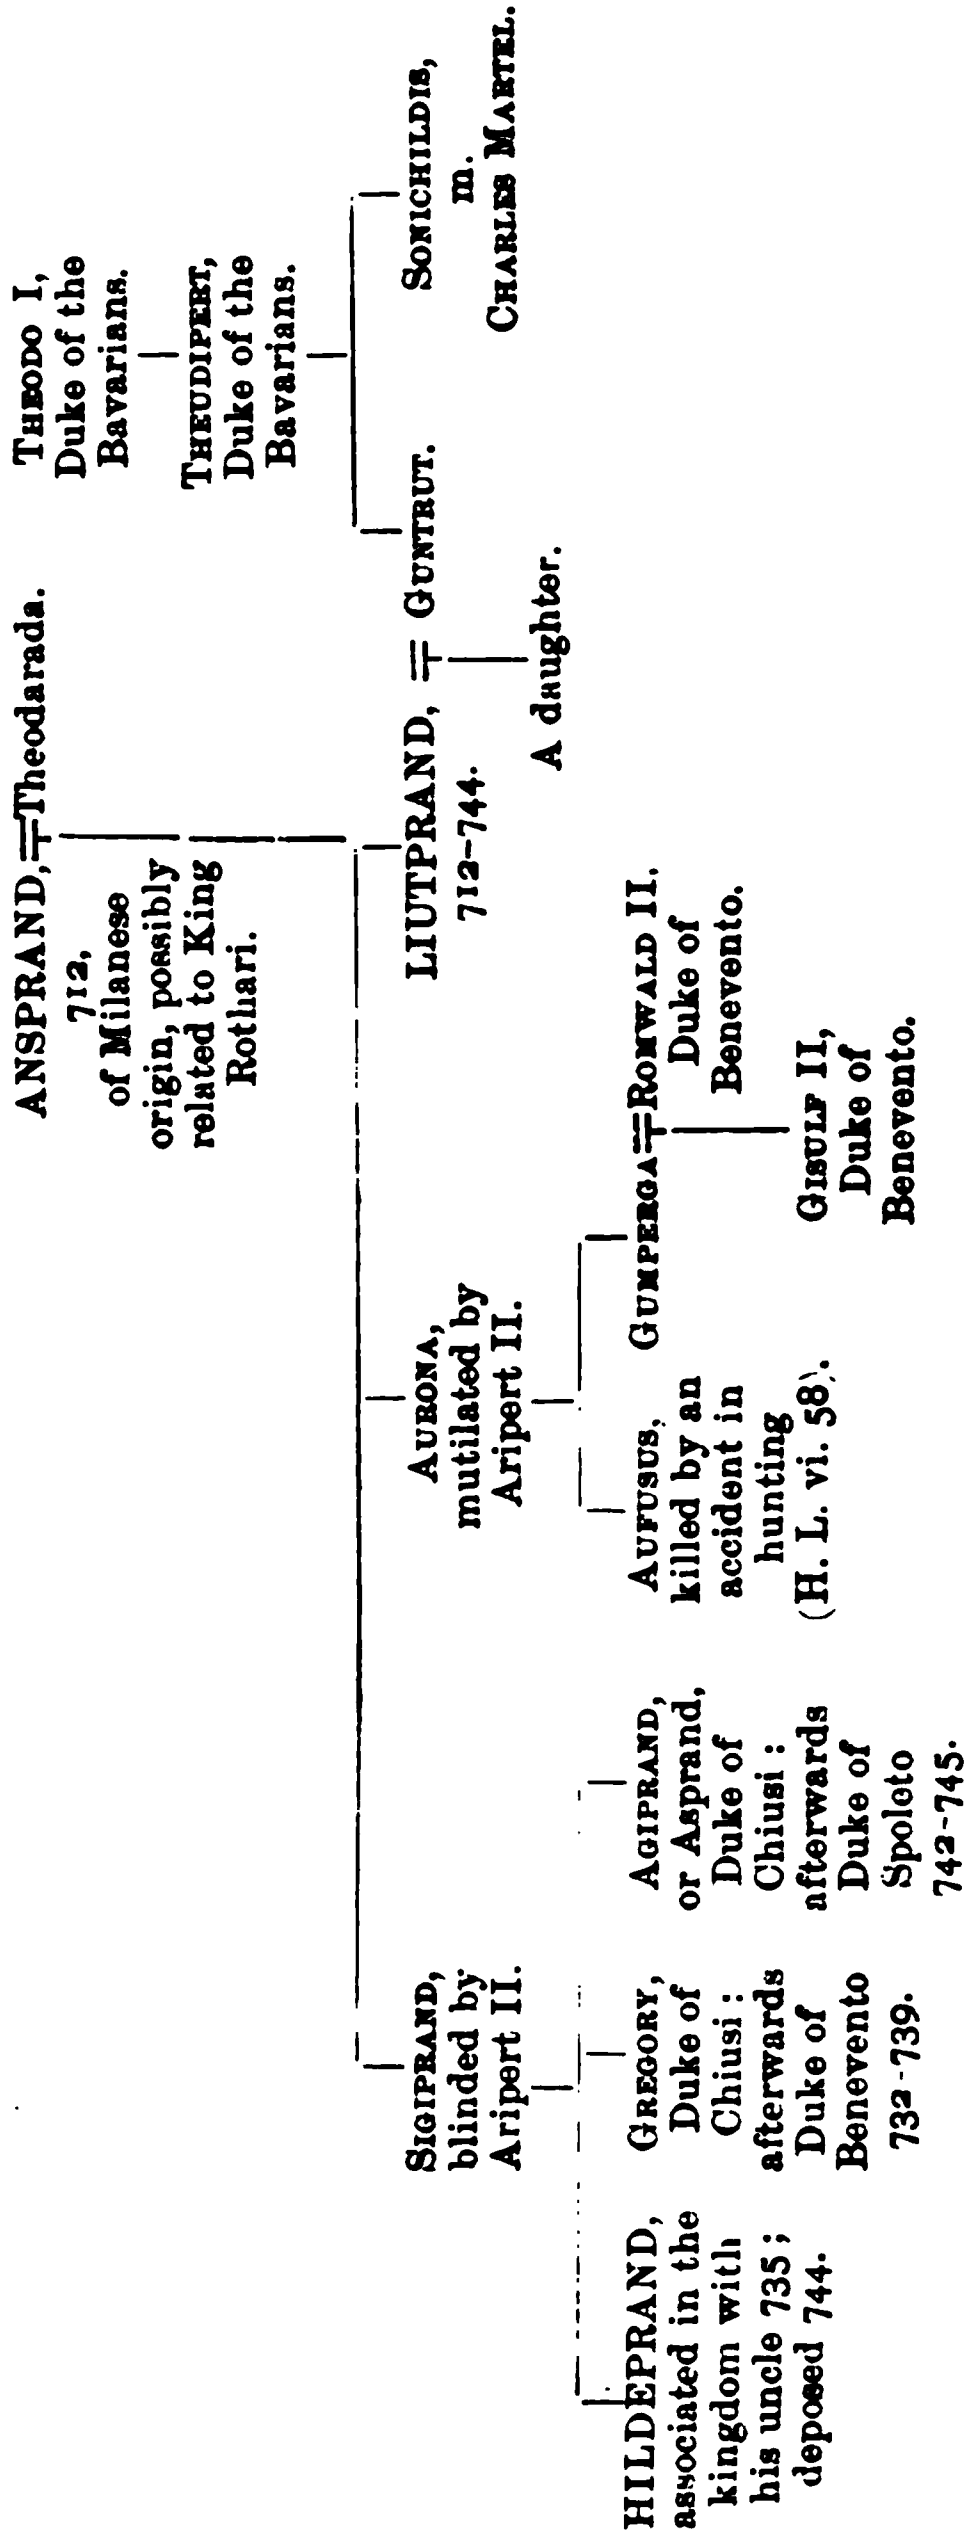 ANSPRAND, = Theodarada.
712,
of Milanese
origin, possibly
related to King
Rothari.
THEODO I,
Duke of the
Bavarians.
THEUDIPERT,
Duke of the
Bavarians.
SIGIPRAND,
blinded by
Aripert II.
AURONA,
mutilated by
Aripert II.
LIUTPRAND, = GUNTRUT.
712-744.
SONICHILDIS,
m.
CHARLES MARTEL.
A daughter.
HILDEPRAND,
associated in the
kingdom with
his uncle 735;
deposed 744.
GREGORY,
Duke of
Chiusi:
afterwards
Duke of
Benevento
732-739.
AGIPRAND,
or Asprand,
Duke of
Chiusi:
afterwards
Duke of
Spoleto
742-745.
AUFUSUS,
killed by an
accident in
hunting
(H. L. vi. 58).
GUMPERGA = ROMWALD II.
Duke of
Benevento.
GISULF II,
Duke of
Benevento.